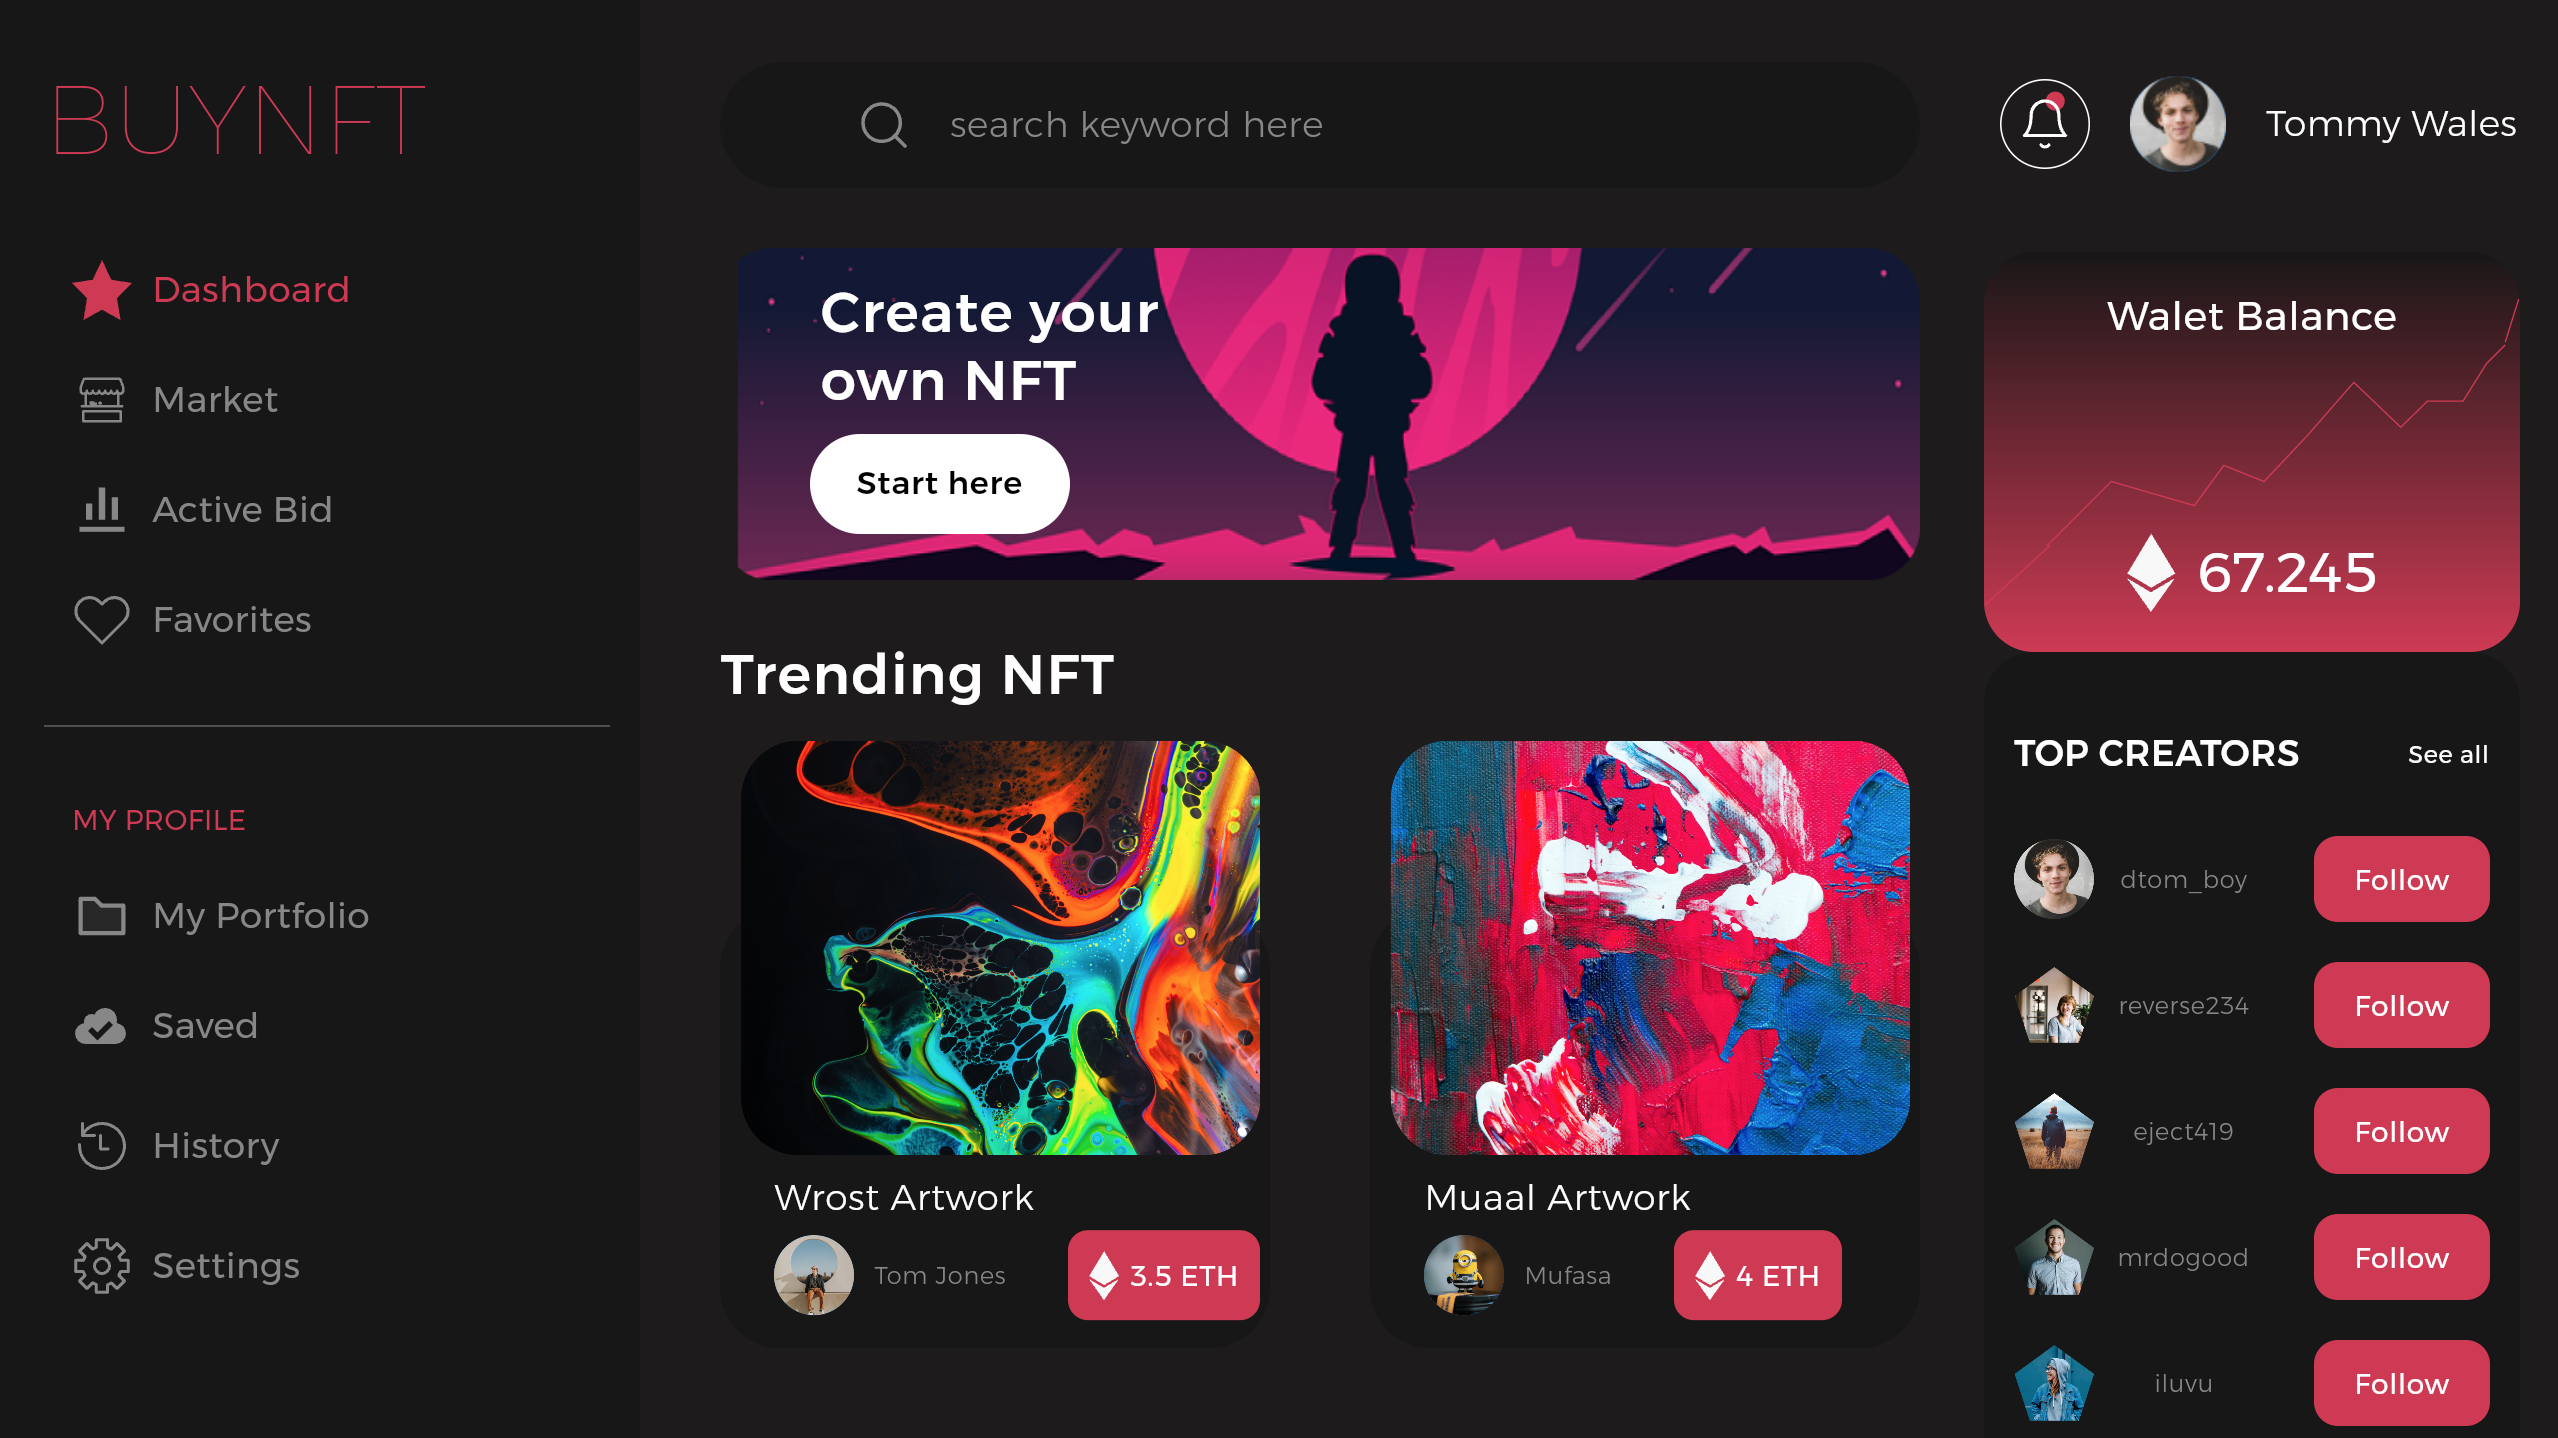 BUYNFT
Dashboard
Market
Active Bid
Favorites
MY PROFILE
My Portfolio
Saved
History
Settings
search keyword here
Tommy Wales
Create your
own NFT
Start here
Trending NFT
Wrost Artwork
Tom Jones
3.5 ETH
Muaal Artwork
Mufasa
4 ETH
Walet Balance
67.245
TOP CREATORS
See all
dtom_boy
Follow
reverse234
Follow
eject419
Follow
mrdogood
Follow
iluvu
Follow